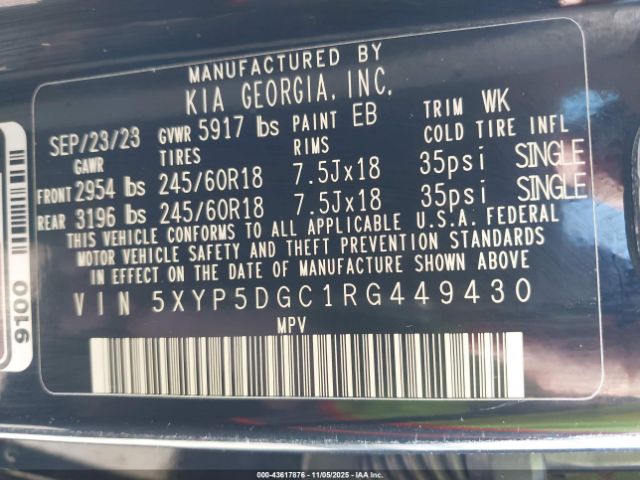 MANUFACTURED BY
KIA GEORGIA, INC.
SEP/23/23 GVWR 5917 lbs PAINT EB TRIM WK
GAWR TIRES RIMS COLD TIRE INFL
FRONT 2954 lbs 245/60R18 7.5Jx18 35psi SINGLE
REAR 3196 lbs 245/60R18 7.5Jx18 35psi SINGLE
THIS VEHICLE CONFORMS TO ALL APPLICABLE U.S.A. FEDERAL
MOTOR VEHICLE SAFETY AND THEFT PREVENTION STANDARDS
IN EFFECT ON THE DATE OF MANUFACTURE SHOWN ABOVE
VIN 5XYP5DGC1RG449430
MPV
9100
000-43617876 - 11/05/2025 - IAAI.COM